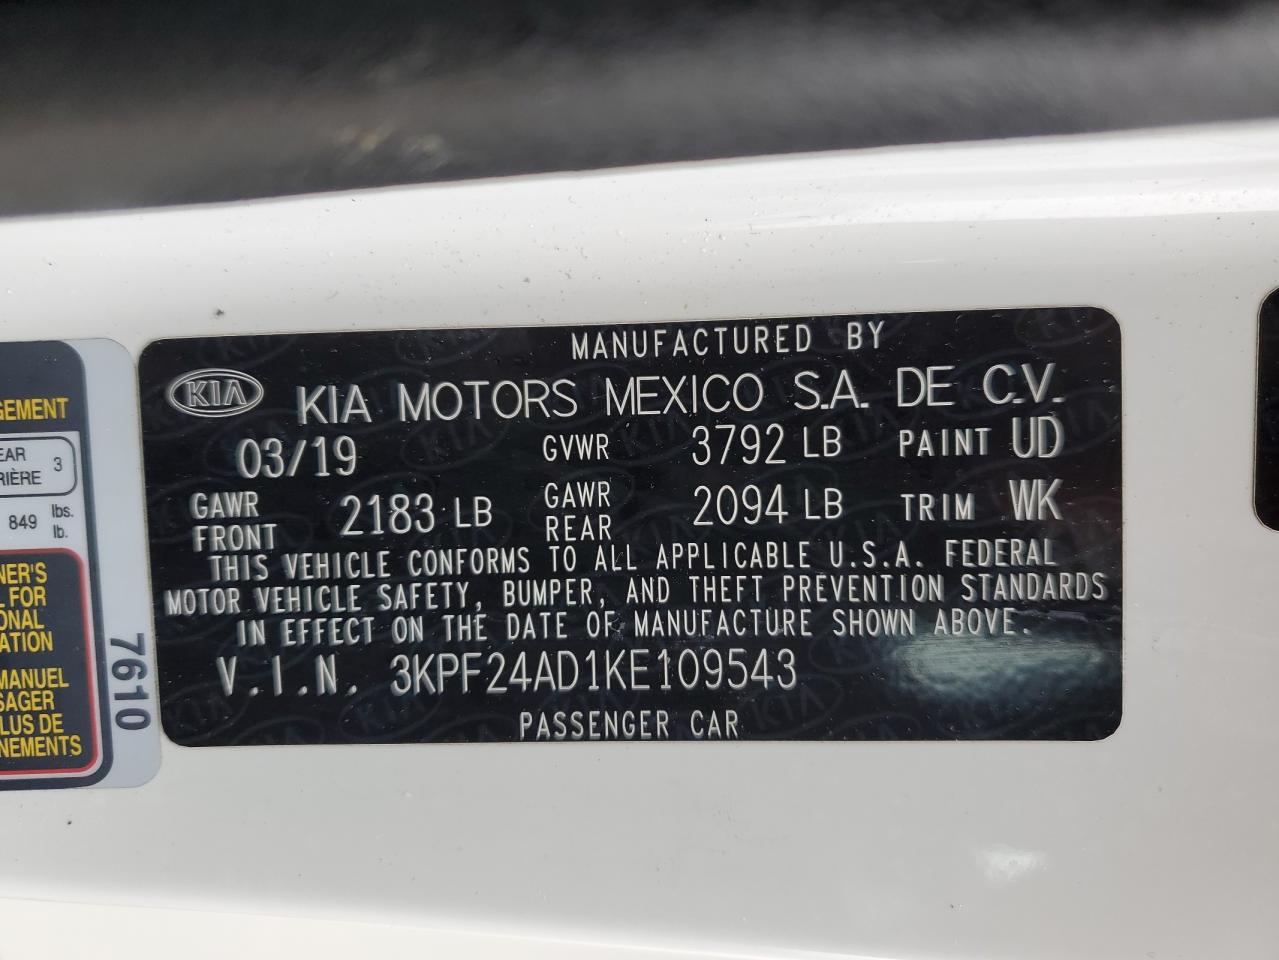 MANUFACTURED BY
KIA KIA MOTORS MEXICO S.A. DE C.V.
03/19 GVWR 3792 LB PAINT UD
GAWR FRONT 2183 LB GAWR REAR 2094 LB TRIM WK
THIS VEHICLE CONFORMS TO ALL APPLICABLE U.S.A. FEDERAL
MOTOR VEHICLE SAFETY, BUMPER, AND THEFT PREVENTION STANDARDS
IN EFFECT ON THE DATE OF MANUFACTURE SHOWN ABOVE.
V.I.N. 3KPF24AD1KE109543
PASSENGER CAR
GEMENT
EAR
RIÈRE 3
849 lbs.
lb.
NER'S
FOR
ONAL
ATION
MANUEL
SAGER
LUS DE
NEMENTS
7610